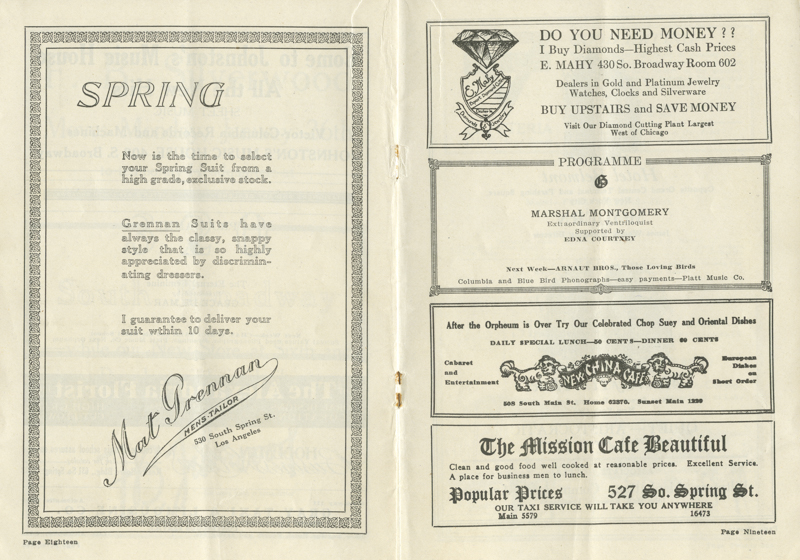 SPRING
Now is the time to select
your Spring Suit from a
high grade, exclusive stock.
Grennan Suits have
always the classy, snappy
style that is so highly
appreciated by discrimin-
ating dressers.
I guarantee to deliver your
suit wthin 10 days.
Mat Grennan
MENS-TAILOR
530 South Spring St.
Los Angeles
Page Eighteen
DO YOU NEED MONEY??
I Buy Diamonds—Highest Cash Prices
E. MAHY 430 So. Broadway Room 602
E. Mahy
Dealers in Gold and Platinum Jewelry
Watches, Clocks and Silverware
BUY UPSTAIRS and SAVE MONEY
Visit Our Diamond Cutting Plant Largest
West of Chicago
PROGRAMME
G
MARSHAL MONTGOMERY
Extraordinary Ventriloquist
Supported by
EDNA COURTNEY
Next Week—ARNAUT BROS., Those Loving Birds
Columbia and Blue Bird Phonographs—easy payments—Platt Music Co.
After the Orpheum is Over Try Our Celebrated Chop Suey and Oriental Dishes
DAILY SPECIAL LUNCH—50 CENTS—DINNER 60 CENTS
Cabaret
and
Entertainment
NEW CHINA CAFE
European
Dishes
on
Short Order
508 South Main St. Home 62270. Sunset Main 1220
The Mission Cafe Beautiful
Clean and good food well cooked at reasonable prices. Excellent Service.
A place for business men to lunch.
Popular Prices 527 So. Spring St.
OUR TAXI SERVICE WILL TAKE YOU ANYWHERE
Main 5579 16473
Page Nineteen